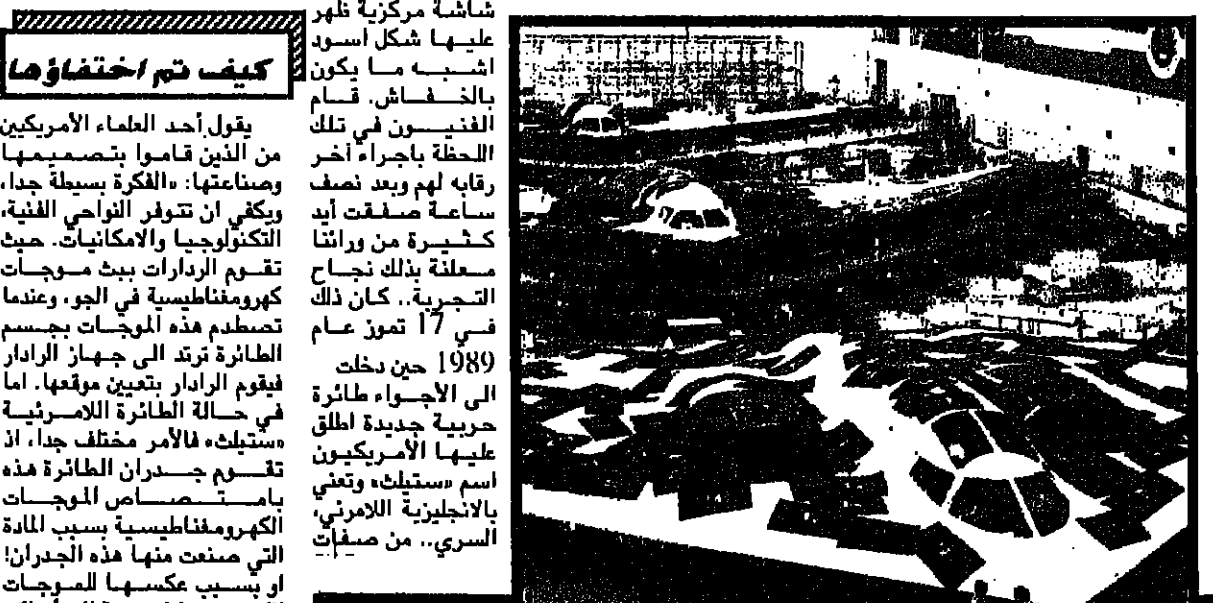 شاشة مركزية ظهر
عليها شكل اسود
اشبه ما يكون
بالخفاش. قام
الفنيون في تلك
اللحظة باجراء أخر
رقابه لهم وبعد نصف
ساعة صفقت أيد
كثيرة من ورائنا
معلنة بذلك نجاح
التجربة.. كان ذلك
في 17 تموز عام
1989 حين دخلت
الى الأجواء طائرة
حربية جديدة اطلق
عليها الأمريكيون
اسم «ستيلث» وتعني
بالانجليزية اللامرئي،
السري.. من صفات
كيف تم اختفاؤها
يقول أحد العلماء الأمريكيين
من الذين قاموا بتصميمها
وصناعتها: «الفكرة بسيطة جدا،
ويكفي ان تتوفر النواحي الفنية،
التكنولوجيا والامكانيات. حيث
تقوم الردارات ببث موجات
كهرومغناطيسية في الجو، وعندما
تصطدم هذه الموجات بجسم
الطائرة ترتد الى جهاز الرادار
فيقوم الرادار بتعيين موقعها. اما
في حالة الطائرة اللامرئية
«ستيلث» فالأمر مختلف جدا، اذ
تقوم جدران الطائرة هذه
بامتصاص الموجات
الكهرومغناطيسية بسبب المادة
التي صنعت منها هذه الجدران!
او بسبب عكسها للموجات